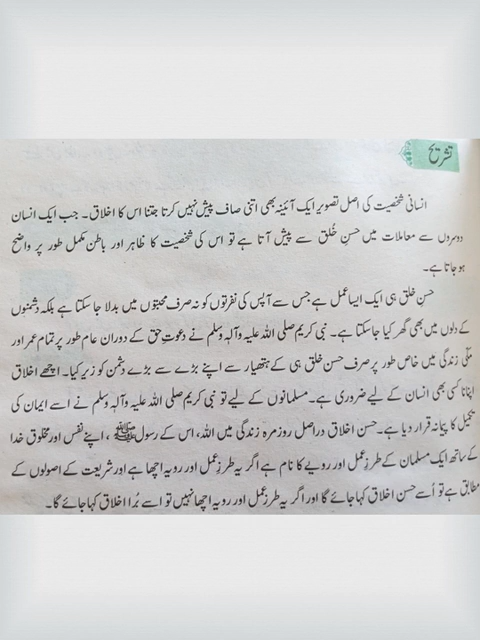 تشریح
انسانی شخصیت کی اصل تصویر ایک آئینہ بھی اتنی صاف پیش نہیں کرتا جتنا اس کا اخلاق۔ جب ایک انسان
دوسروں سے معاملات میں حسنِ خُلق سے پیش آتا ہے تو اس کی شخصیت کا ظاہر اور باطن مکمل طور پر واضح
ہو جاتا ہے۔
حسن خلق ہی ایک ایسا عمل ہے جس سے آپس کی نفرتوں کو نہ صرف محبتوں میں بدلا جا سکتا ہے بلکہ دشمنوں
کے دلوں میں بھی گھر کیا جا سکتا ہے۔ نبی کریم صلی اللہ علیہ وآلہ وسلم نے دعوتِ حق کے دوران عام طور پر تمام عمر اور
مکّی زندگی میں خاص طور پر صرف حسن خلق ہی کے ہتھیار سے اپنے بڑے سے بڑے دشمن کو زیر کیا۔ اچھے اخلاق
اپنانا کسی بھی انسان کے لیے ضروری ہے۔ مسلمانوں کے لیے تو نبی کریم صلی اللہ علیہ وآلہ وسلم نے اسے ایمان کی
تکمیل کا پیمانہ قرار دیا ہے۔ حسن اخلاق دراصل روزمرہ زندگی میں اللہ، اس کے رسول ﷺ، اپنے نفس اور مخلوق خدا
کے ساتھ ایک مسلمان کے طرزِ عمل اور رویے کا نام ہے اگر یہ طرزِ عمل اور رویہ اچھا ہے اور شریعت کے اصولوں کے
مطابق ہے تو اُسے حسن اخلاق کہا جائے گا اور اگر یہ طرزِ عمل اور رویہ اچھا نہیں تو اسے بُرا اخلاق کہا جائے گا۔